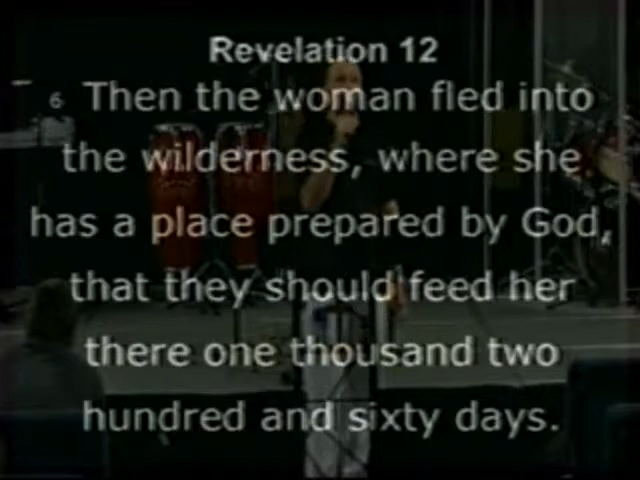 Revelation 12
6 Then the woman fled into
the wilderness, where she
has a place prepared by God,
that they should feed her
there one thousand two
hundred and sixty days.